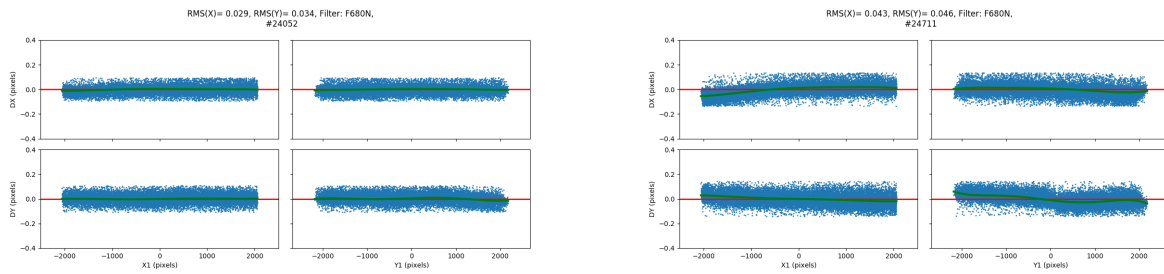 RMS(X)= 0.029, RMS(Y)= 0.034, Filter: F680N,
#24052
0.4
0.2
0.0
−0.2
−0.4
DX (pixels)
0.4
0.2
0.0
−0.2
−0.4
DY (pixels)
−2000 −1000 0 1000 2000
X1 (pixels)
−2000 −1000 0 1000 2000
Y1 (pixels)
RMS(X)= 0.043, RMS(Y)= 0.046, Filter: F680N,
#24711
0.4
0.2
0.0
−0.2
−0.4
DX (pixels)
0.4
0.2
0.0
−0.2
−0.4
DY (pixels)
−2000 −1000 0 1000 2000
X1 (pixels)
−2000 −1000 0 1000 2000
Y1 (pixels)